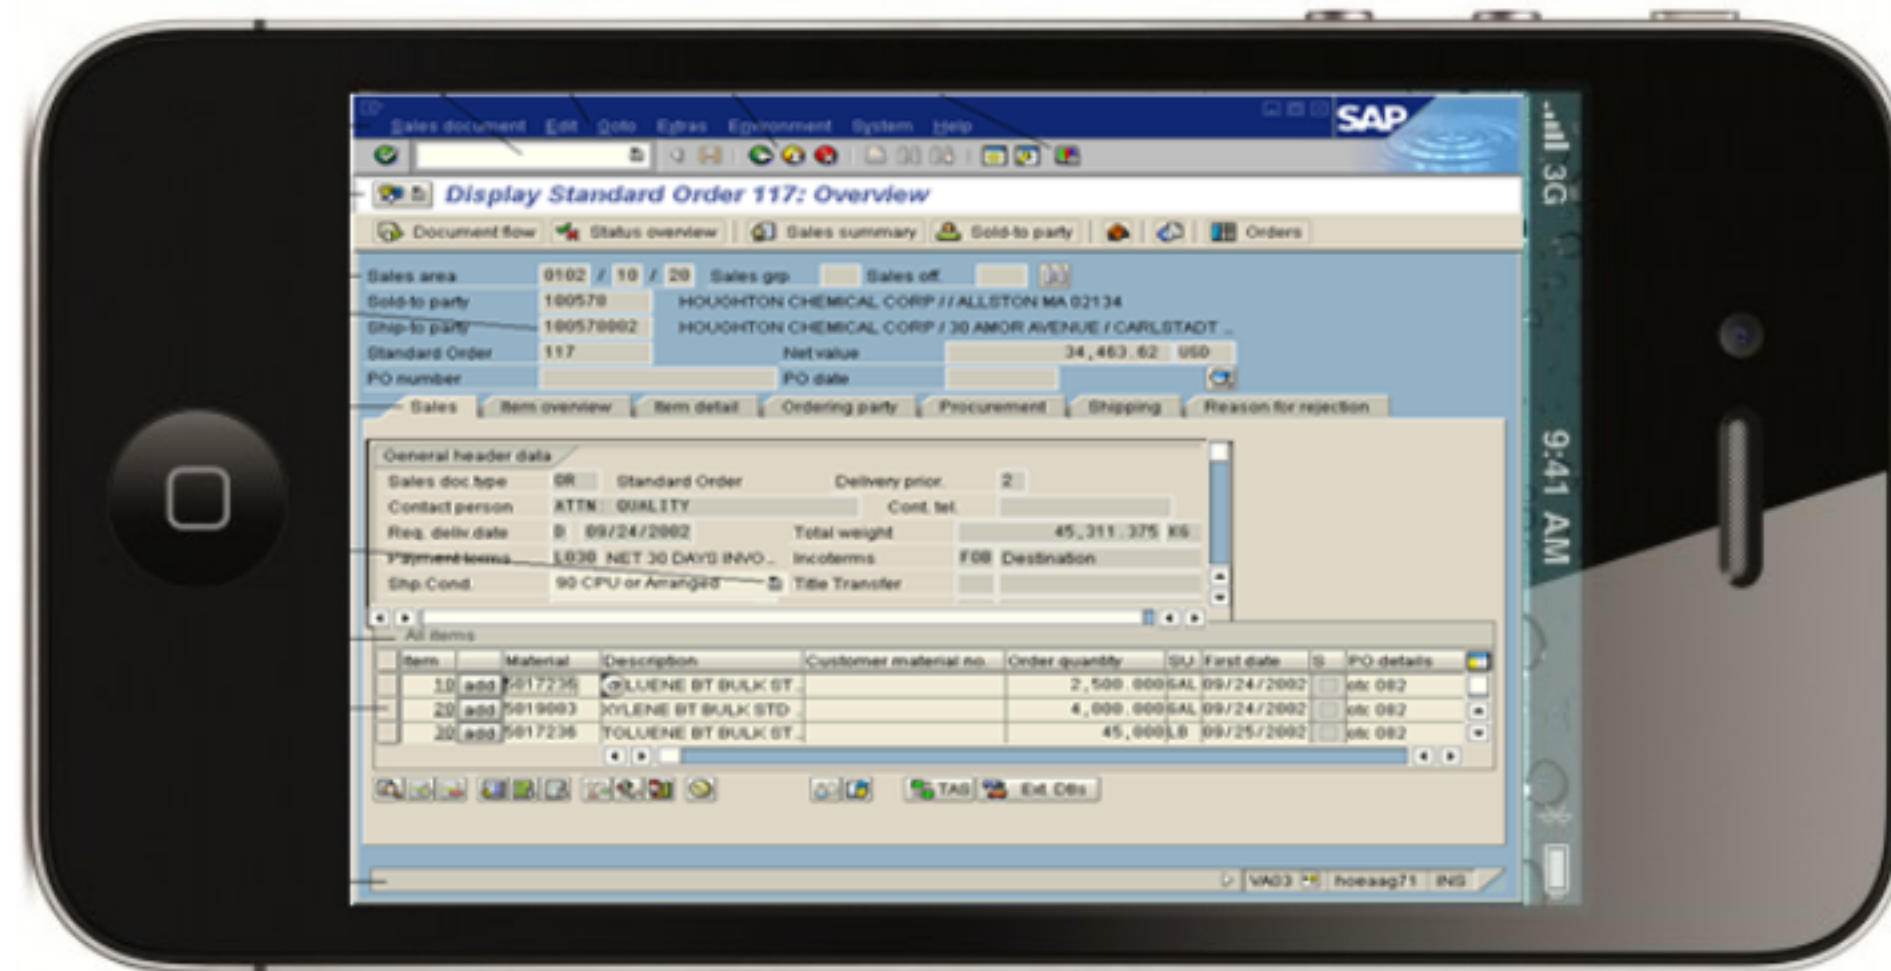 Sales document Edit Goto Extras Environment System Help
SAP
Display Standard Order 117: Overview
Document flow Status overview Sales summary Sold-to party Orders
Sales area 0102 / 10 / 20 Sales grp Sales off.
Sold-to party 100578 HOUGHTON CHEMICAL CORP / / ALLSTON MA 02134
Ship-to party 100578002 HOUGHTON CHEMICAL CORP / 30 AMOR AVENUE / CARLSTADT ...
Standard Order 117 Net value 34,463.62 USD
PO number PO date
Sales Item overview Item detail Ordering party Procurement Shipping Reason for rejection
General header data
Sales doc.type OR Standard Order Delivery prior. 2
Contact person ATTN: QUALITY Cont. tel.
Req. deliv.date D 09/24/2002 Total weight 45,311.375 KG
Payment terms L030 NET 30 DAYS INVO... Incoterms FOB Destination
Shp.Cond. 90 CPU or Arranged Title Transfer
All items
Item Material Description Customer material no. Order quantity SU First date S PO details
10 add 5017236 TOLUENE BT BULK ST... 2,500.000 GAL 09/24/2002 otc 082
20 add 5019003 XYLENE BT BULK STD ... 4,000.000 GAL 09/24/2002 otc 082
30 add 5017236 TOLUENE BT BULK ST... 45,000 LB 09/25/2002 otc 082
TAG Ext. DBs
VA03 hoeaag71 INS
3G
9:41 AM